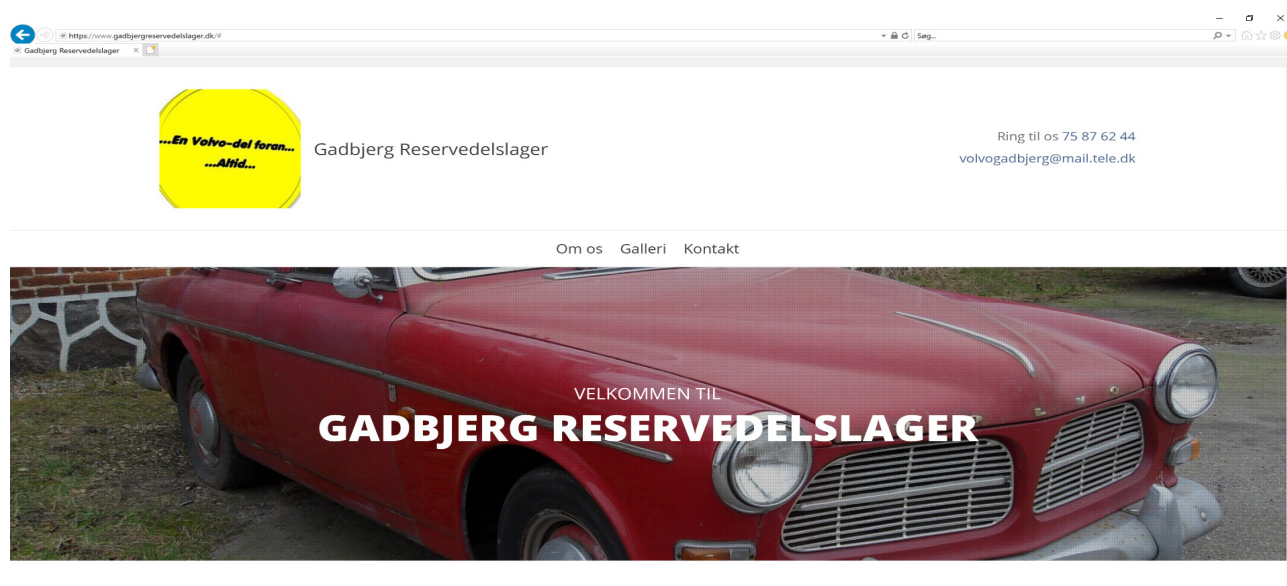 https://www.gadbjergreservedelslager.dk/#
Søg...
Gadbjerg Reservedelslager
...En Volvo-del foran...
...Altid...
Gadbjerg Reservedelslager
Ring til os 75 87 62 44
volvogadbjerg@mail.tele.dk
Om os Galleri Kontakt
VELKOMMEN TIL
GADBJERG RESERVEDELSLAGER